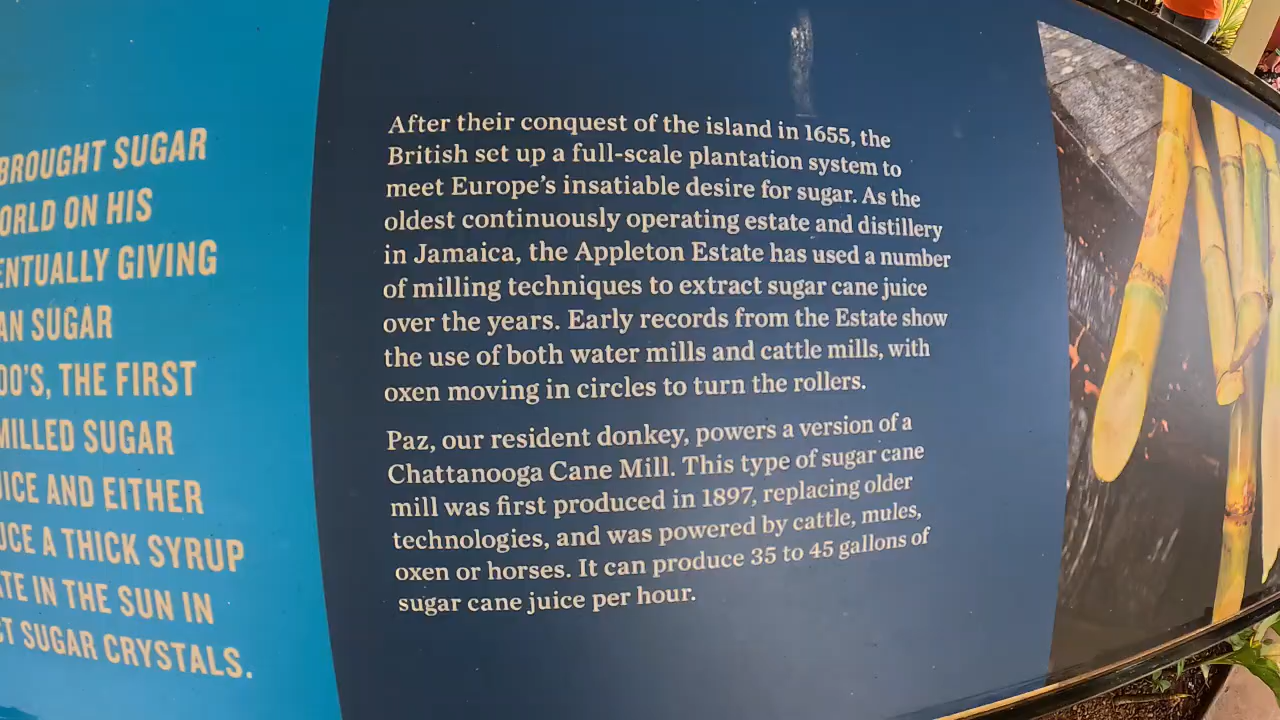 BROUGHT SUGAR
ON HIS
GIVING
SUGAR
THE FIRST
MILLED SUGAR
AND EITHER
A THICK SYRUP
IN THE SUN IN
SUGAR CRYSTALS.
After their conquest of the island in 1655, the
British set up a full-scale plantation system to
meet Europe's insatiable desire for sugar. As the
oldest continuously operating estate and distillery
in Jamaica, the Appleton Estate has used a number
of milling techniques to extract sugar cane juice
over the years. Early records from the Estate show
the use of both water mills and cattle mills, with
oxen moving in circles to turn the rollers.
Paz, our resident donkey, powers a version of a
Chattanooga Cane Mill. This type of sugar cane
mill was first produced in 1897, replacing older
technologies, and was powered by cattle, mules,
oxen or horses. It can produce 35 to 45 gallons of
sugar cane juice per hour.